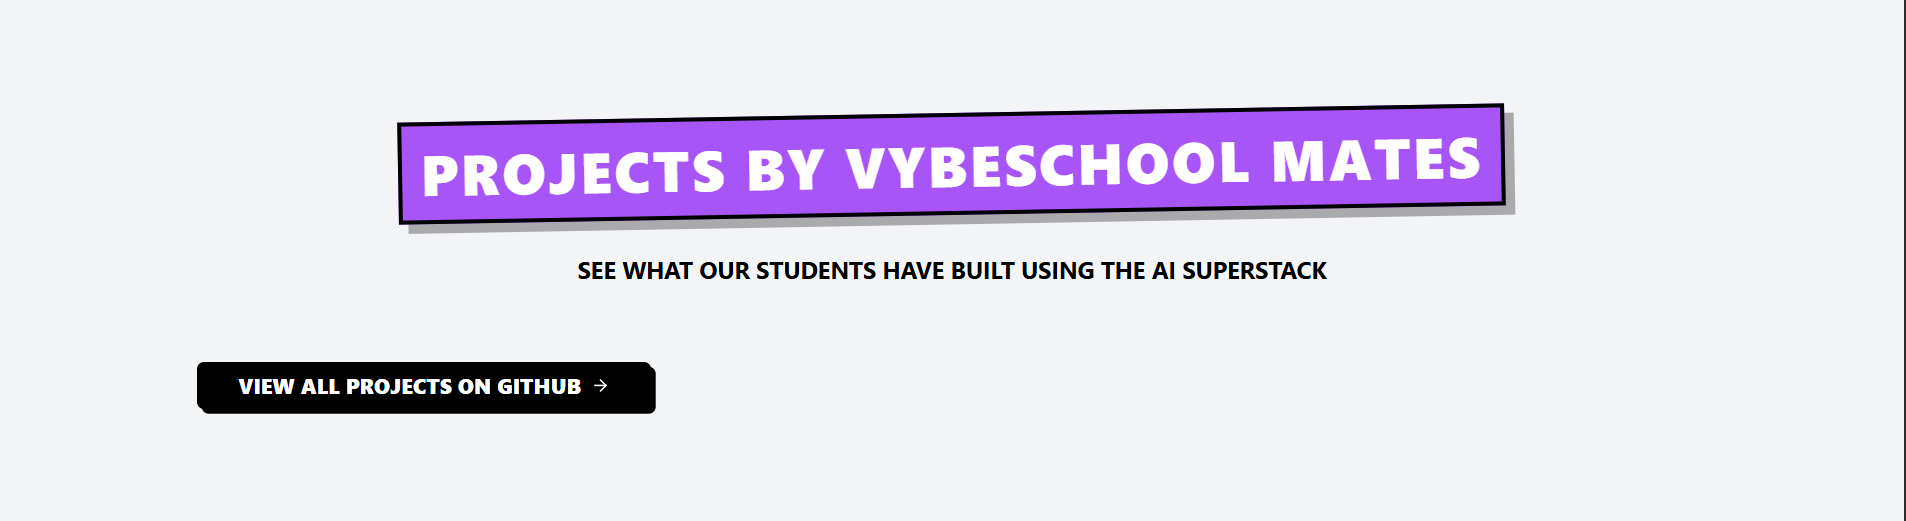 PROJECTS BY VYBESCHOOL MATES
SEE WHAT OUR STUDENTS HAVE BUILT USING THE AI SUPERSTACK
VIEW ALL PROJECTS ON GITHUB →